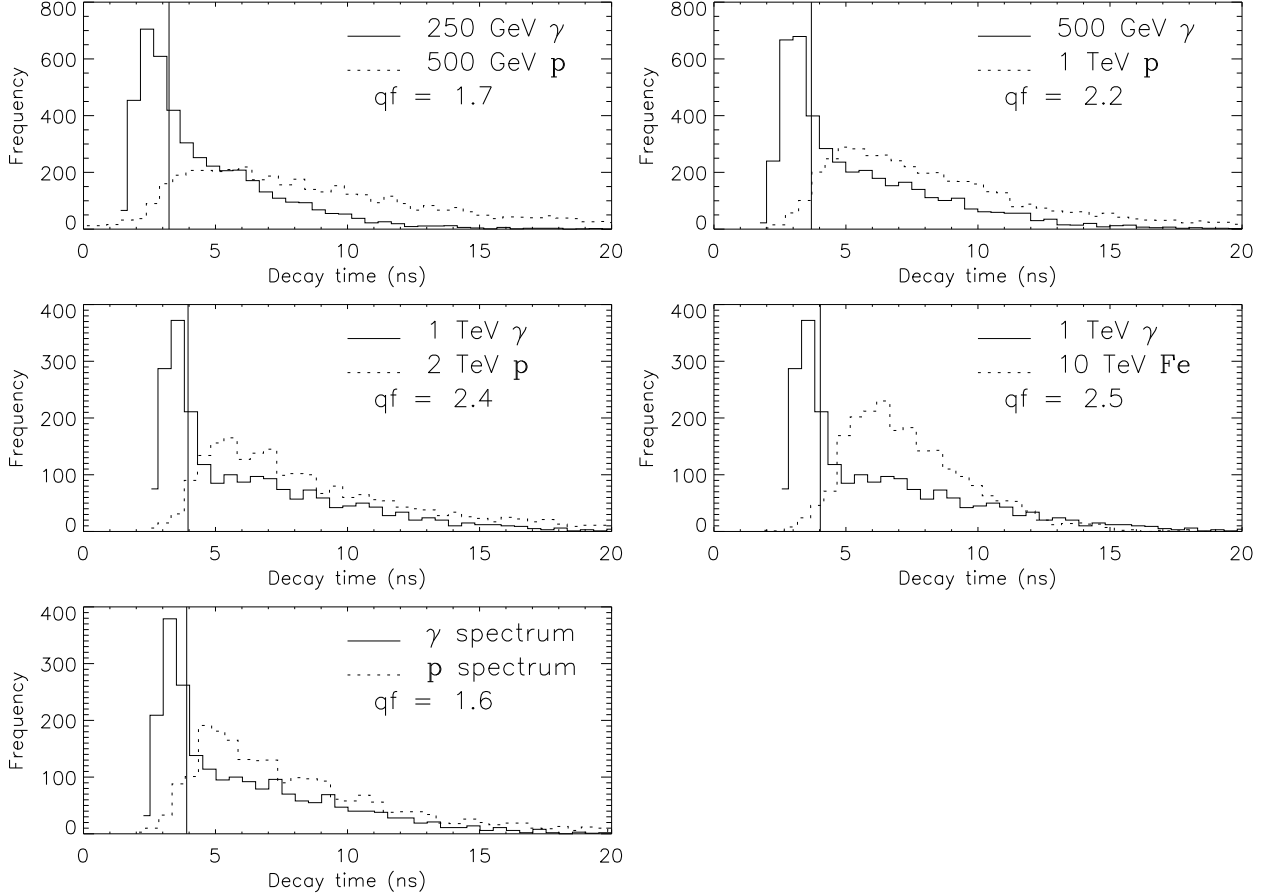 800
600
400
200
0
Frequency
250 GeV γ
500 GeV p
qf = 1.7
0 5 10 15 20
Decay time (ns)
800
600
400
200
0
Frequency
500 GeV γ
1 TeV p
qf = 2.2
0 5 10 15 20
Decay time (ns)
400
300
200
100
0
Frequency
1 TeV γ
2 TeV p
qf = 2.4
0 5 10 15 20
Decay time (ns)
400
300
200
100
0
Frequency
1 TeV γ
10 TeV Fe
qf = 2.5
0 5 10 15 20
Decay time (ns)
400
300
200
100
0
Frequency
γ spectrum
p spectrum
qf = 1.6
0 5 10 15 20
Decay time (ns)